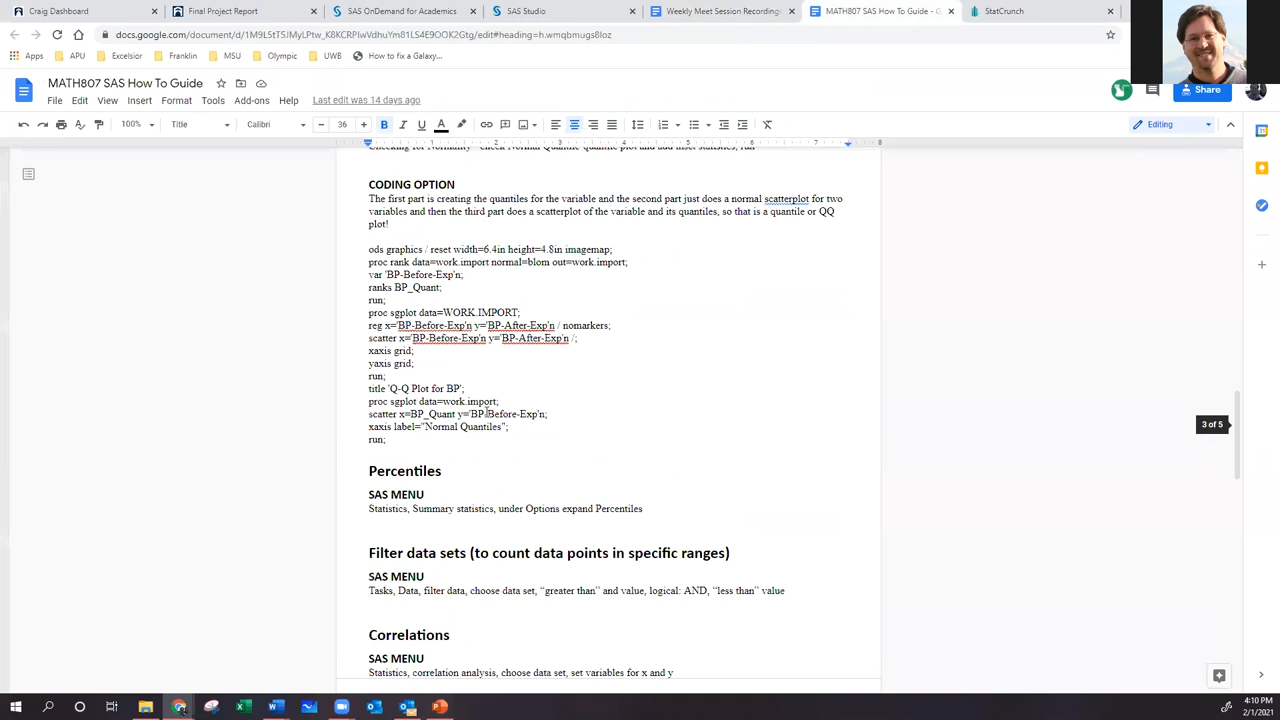 Craig Dashboard
Final Project Report
SAS OnDemand for Academics
SAS Studio
Weekly Meet Session Recordings
MATH807 SAS How To Guide - G
StatCrunch
Apps
APU
Excelsior
Franklin
MSU
Olympic
UWB
How to fix a Galaxy...
MATH807 SAS How To Guide
File Edit View Insert Format Tools Add-ons Help Last edit was 14 days ago
Share
100% Title Calibri 36 Editing
1 2 3 4 5 6 7 8
CODING OPTION
The first part is creating the quantiles for the variable and the second part just does a normal scatterplot for two
variables and then the third part does a scatterplot of the variable and its quantiles, so that is a quantile or QQ
plot!
ods graphics / reset width=6.4in height=4.8in imagemap;
proc rank data=work.import normal=blom out=work.import;
var 'BP-Before-Exp'n;
ranks BP_Quant;
run;
proc sgplot data=WORK.IMPORT;
reg x='BP-Before-Exp'n y='BP-After-Exp'n / nomarkers;
scatter x='BP-Before-Exp'n y='BP-After-Exp'n /;
xaxis grid;
yaxis grid;
run;
title 'Q-Q Plot for BP';
proc sgplot data=work.import;
scatter x=BP_Quant y='BP-Before-Exp'n;
xaxis label="Normal Quantiles";
run;
3 of 5
Percentiles
SAS MENU
Statistics, Summary statistics, under Options expand Percentiles
Filter data sets (to count data points in specific ranges)
SAS MENU
Tasks, Data, filter data, choose data set, “greater than” and value, logical: AND, “less than” value
Correlations
SAS MENU
Statistics, correlation analysis, choose data set, set variables for x and y
4:10 PM
2/1/2021